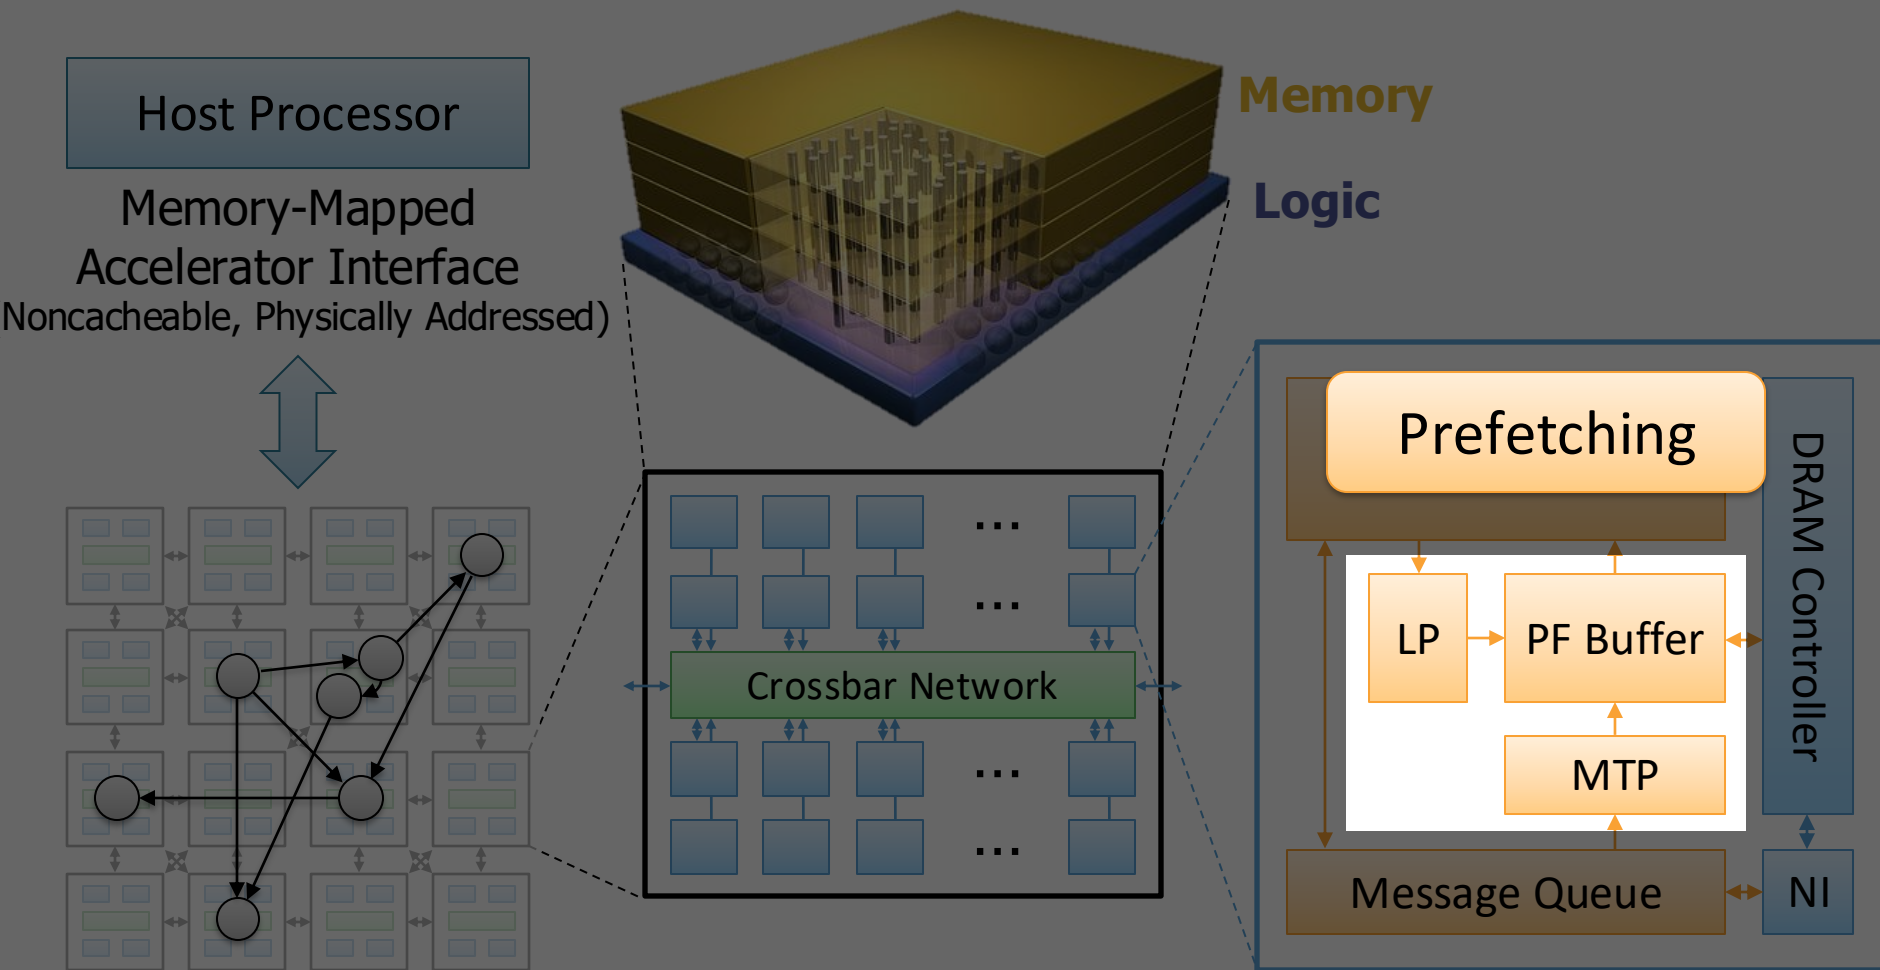 Host Processor
Memory-Mapped
Accelerator Interface
Noncacheable, Physically Addressed)
Memory
Logic
...
...
Crossbar Network
...
...
Prefetching
LP
PF Buffer
MTP
Message Queue
DRAM Controller
NI